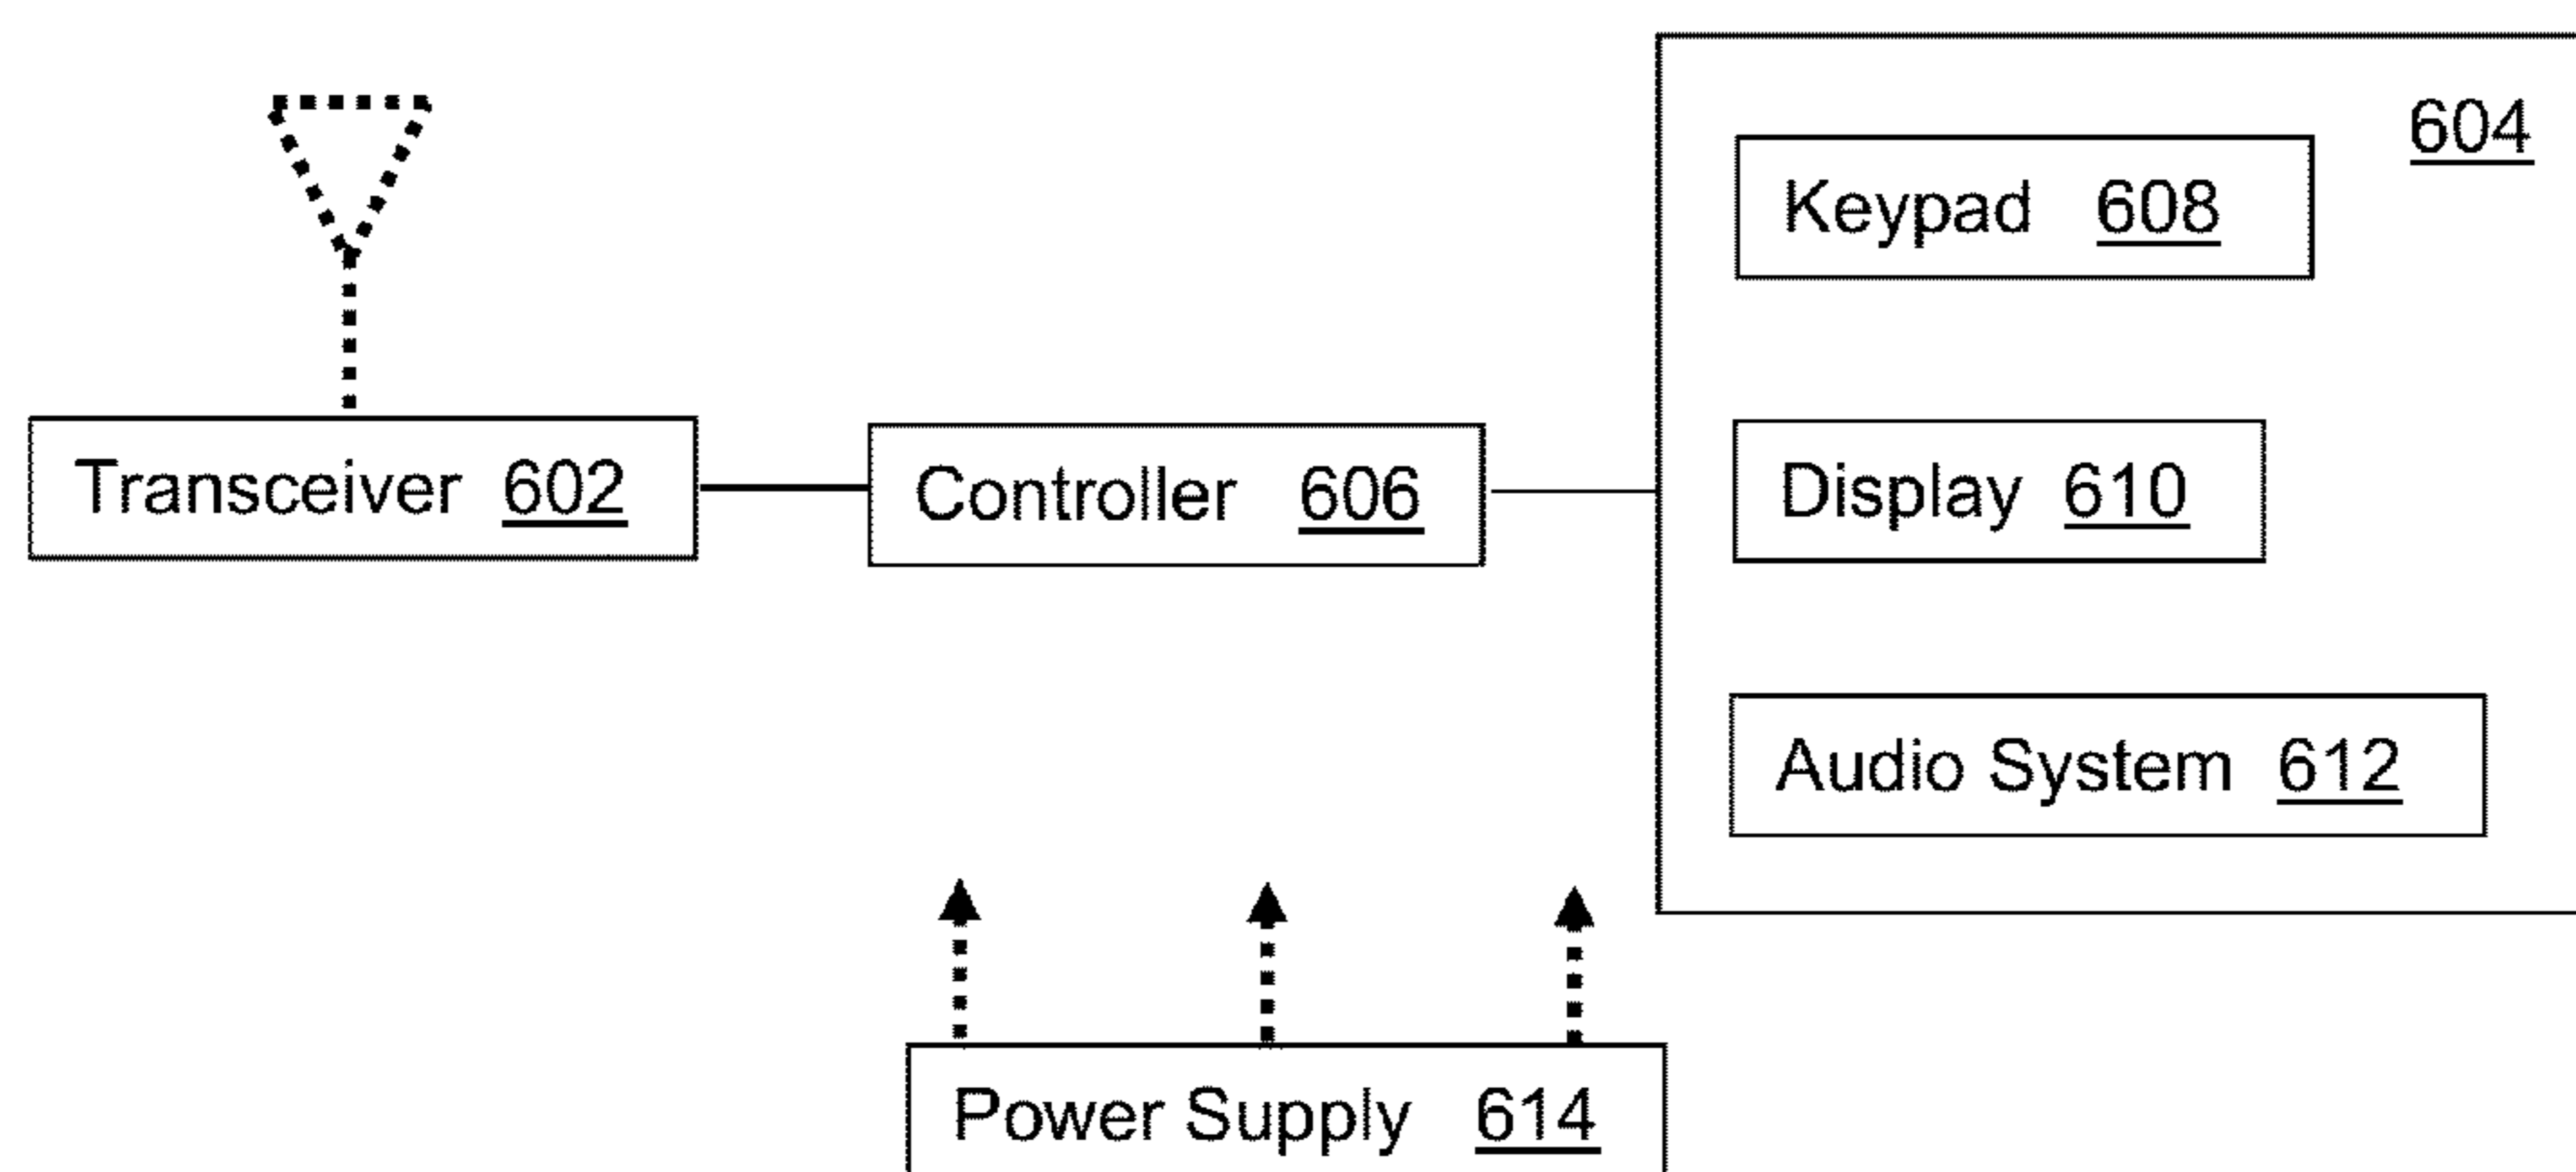 604
Keypad 608
Transceiver 602
Controller 606
Display 610
Audio System 612
Power Supply 614